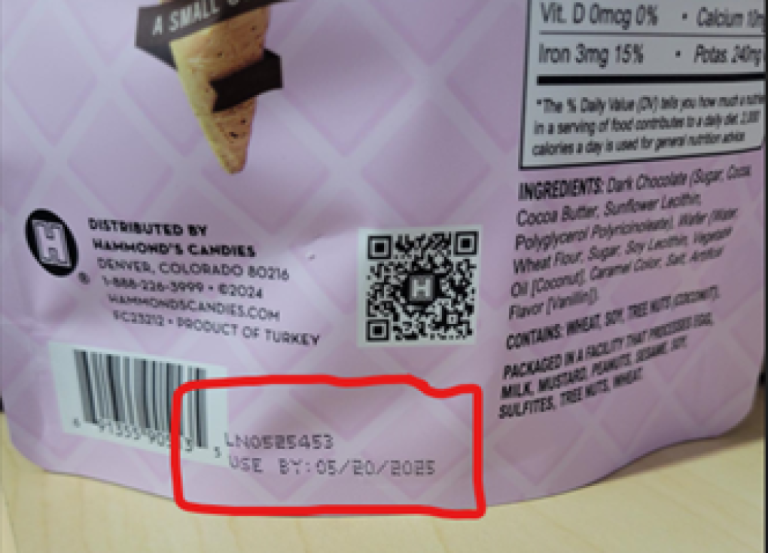 A SMALL
Vit. D 0mcg 0% • Calcium
Iron 3mg 15% • Potas. 240mg
*The % Daily Value (DV) tells you how much a
in a serving of food contributes to a daily diet. 2,000
calories a day is used for general nutrition advice
INGREDIENTS: Dark Chocolate (Sugar, Cocoa,
Cocoa Butter, Sunflower Lecithin,
Polyglycerol Polyricinoleate), Wafer (Water,
Wheat Flour, Sugar, Soy Lecithin, Vegetable
Oil [Coconut], Caramel Color, Salt, Artificial
Flavor [Vanillin]).
CONTAINS: WHEAT, SOY, TREE NUTS (COCONUT).
PACKAGED IN A FACILITY THAT PROCESSES EGG,
MILK, MUSTARD, PEANUTS, SESAME, SOY,
SULFITES, TREE NUTS, WHEAT.
H
DISTRIBUTED BY
HAMMOND'S CANDIES
DENVER, COLORADO 80216
® 1-888-226-3999 • ©2024
HAMMONDSCANDIES.COM
FC23212 • PRODUCT OF TURKEY
H
LN0525453
USE BY:05/20/2025